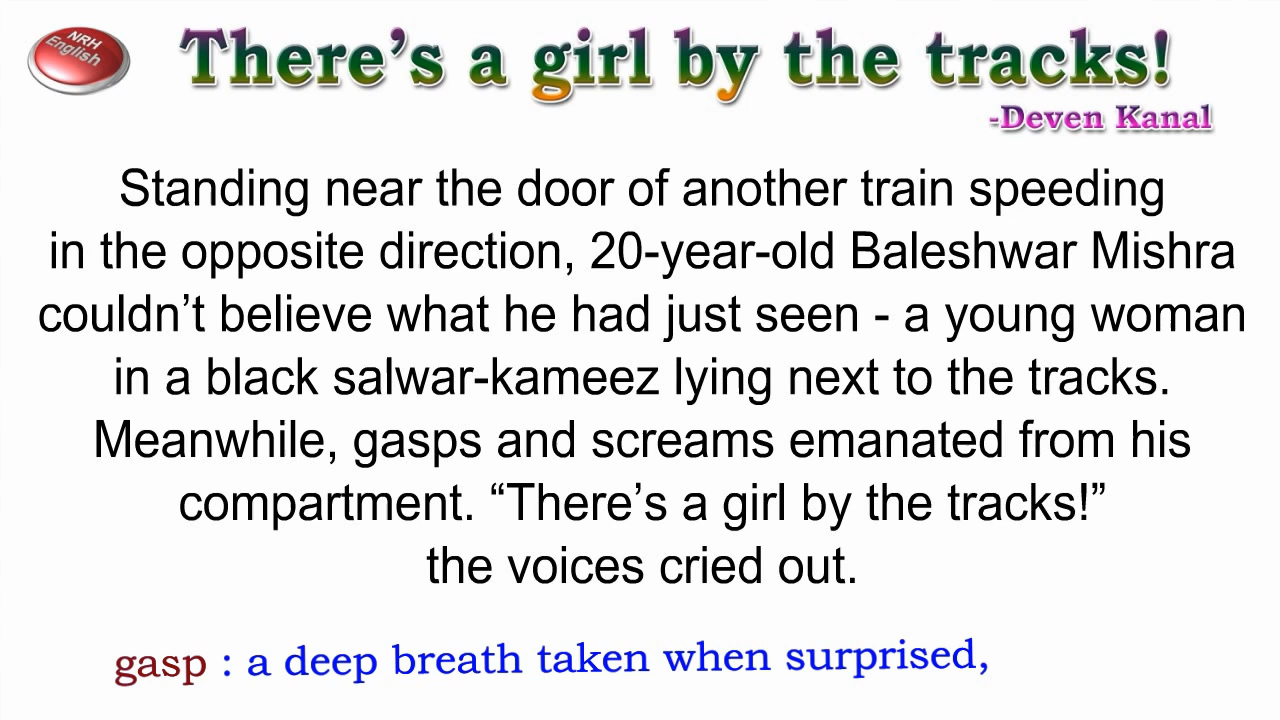 NRH
English
There’s a girl by the tracks!
-Deven Kanal
Standing near the door of another train speeding
in the opposite direction, 20-year-old Baleshwar Mishra
couldn’t believe what he had just seen - a young woman
in a black salwar-kameez lying next to the tracks.
Meanwhile, gasps and screams emanated from his
compartment. “There’s a girl by the tracks!”
the voices cried out.
gasp : a deep breath taken when surprised,